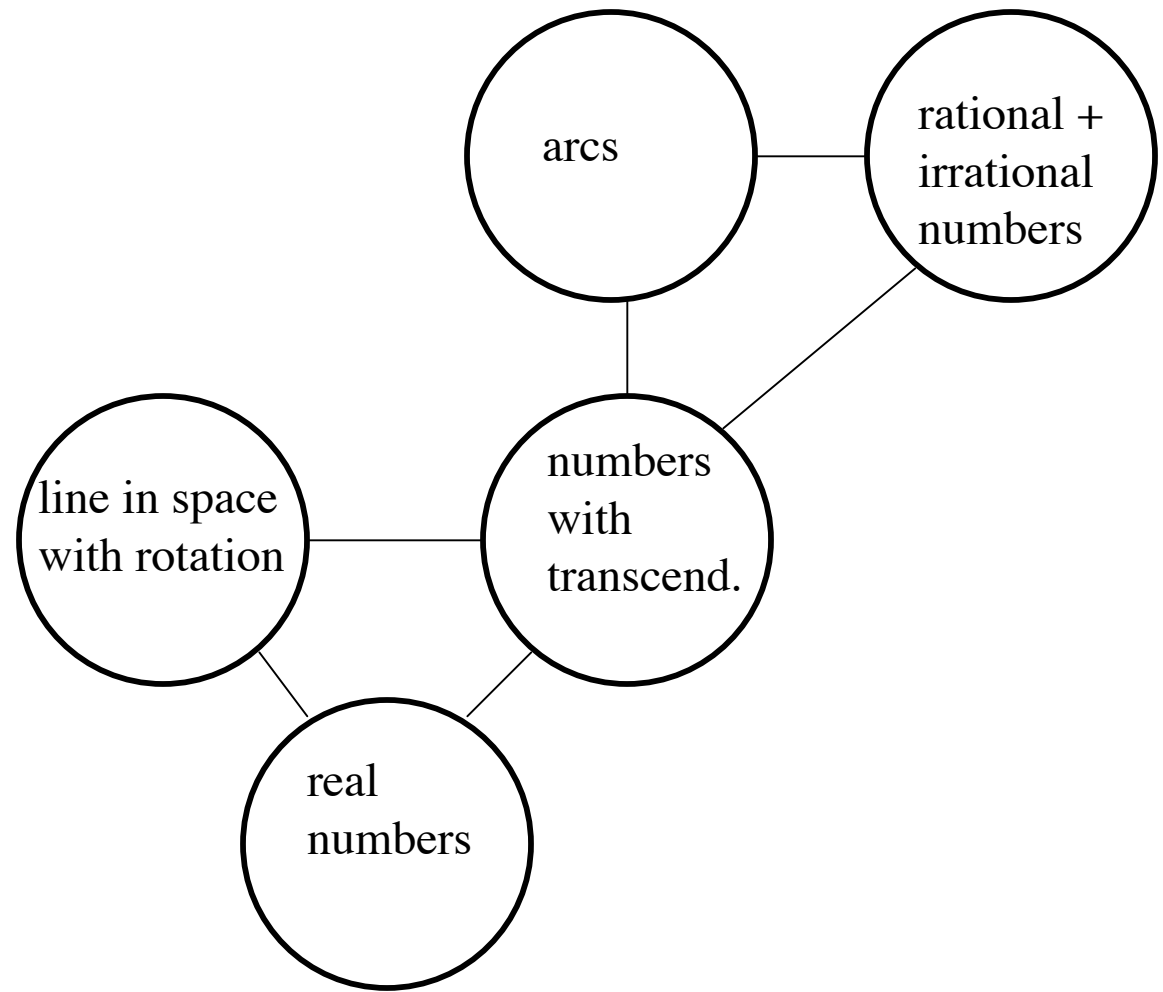 arcs
rational +
irrational
numbers
line in space
with rotation
numbers
with
transcend.
real
numbers